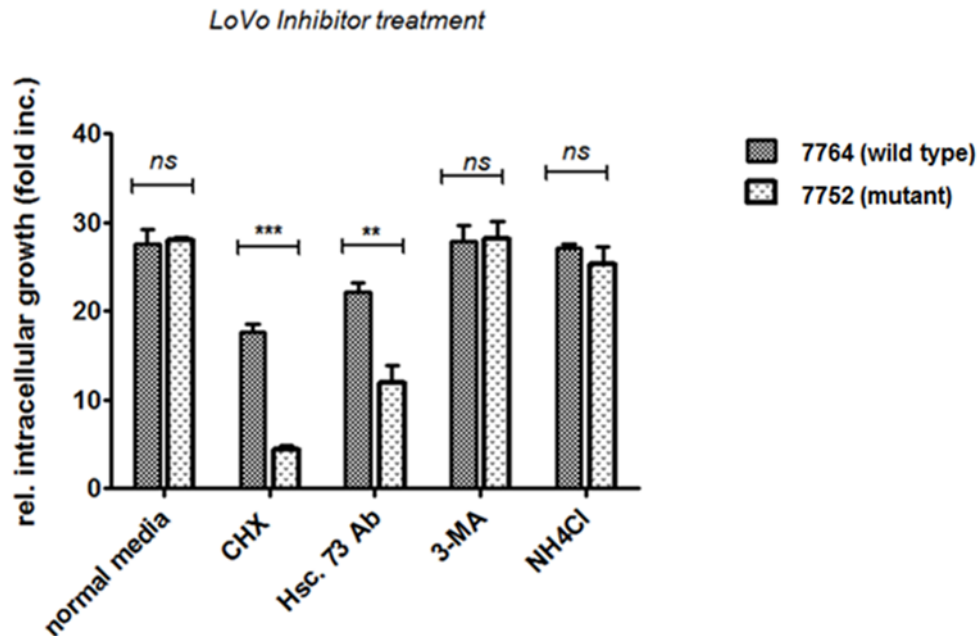 LoVo Inhibitor treatment
rel. intracellular growth (fold inc.)
40
30
20
10
0
ns
***
**
ns
ns
normal media
CHX
Hsc. 73 Ab
3-MA
NH4Cl
7764 (wild type)
7752 (mutant)